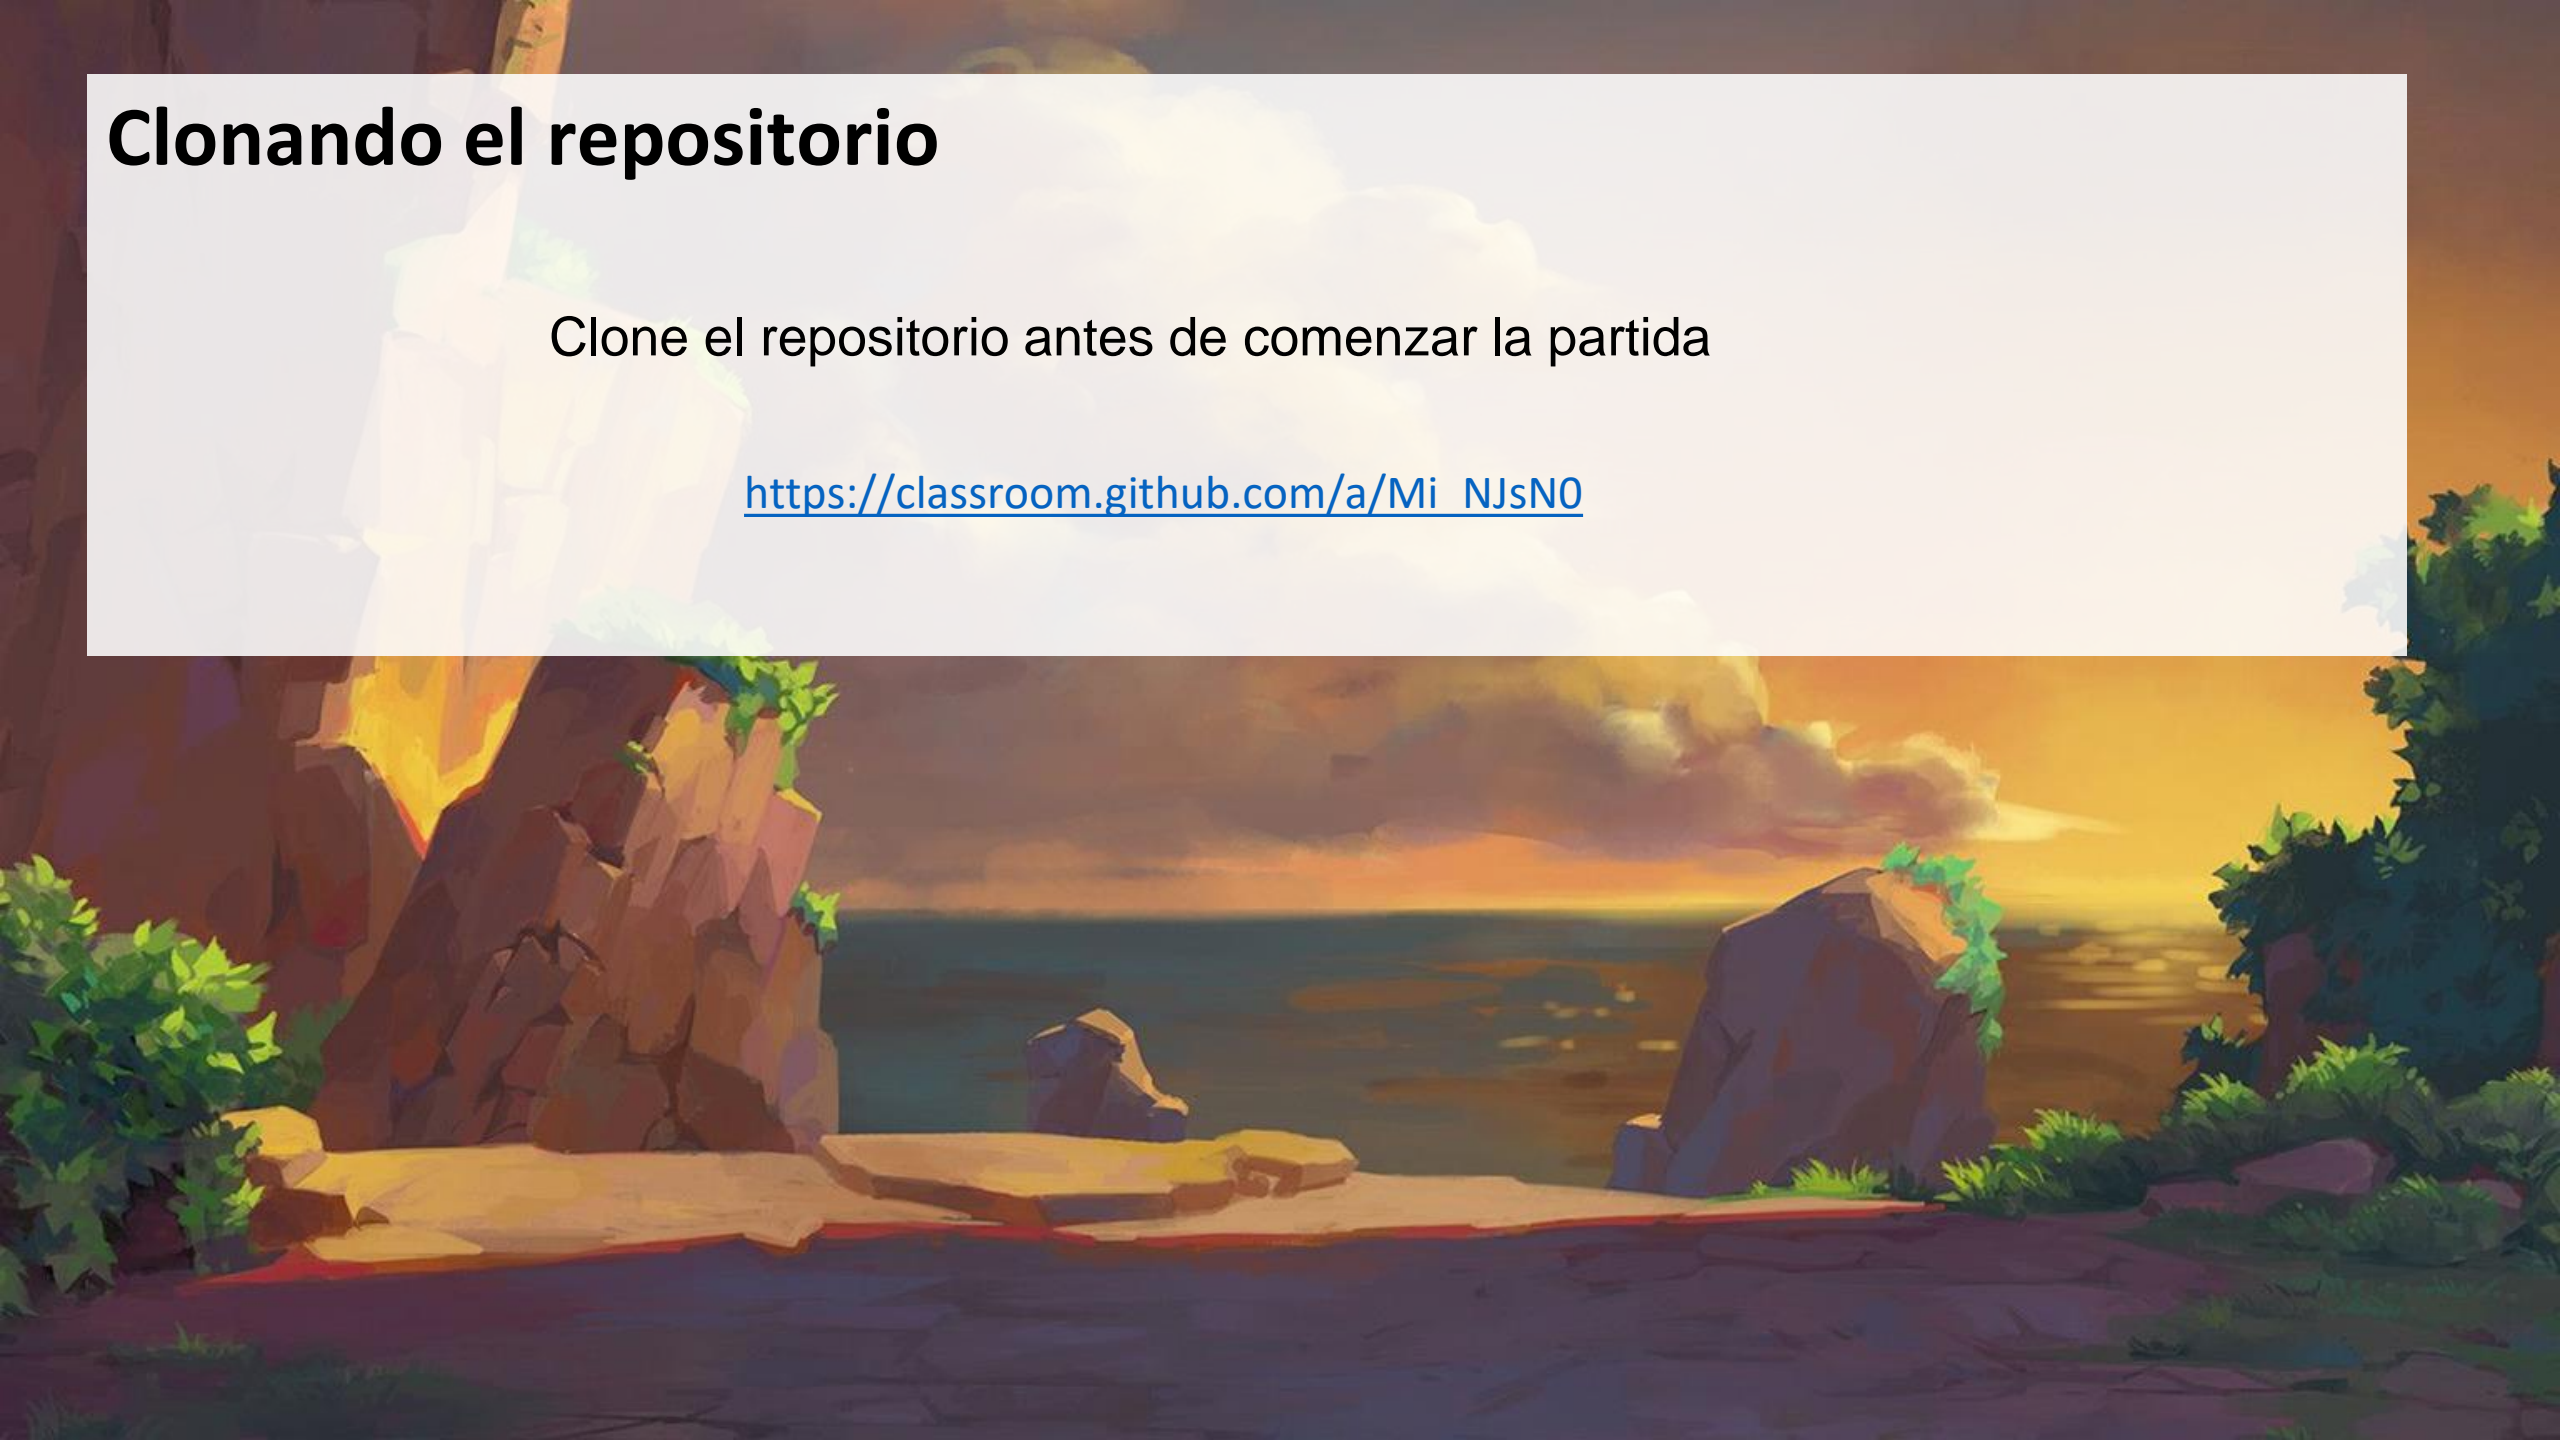 Clonando el repositorio
Clone el repositorio antes de comenzar la partida
https://classroom.github.com/a/Mi_NJsN0